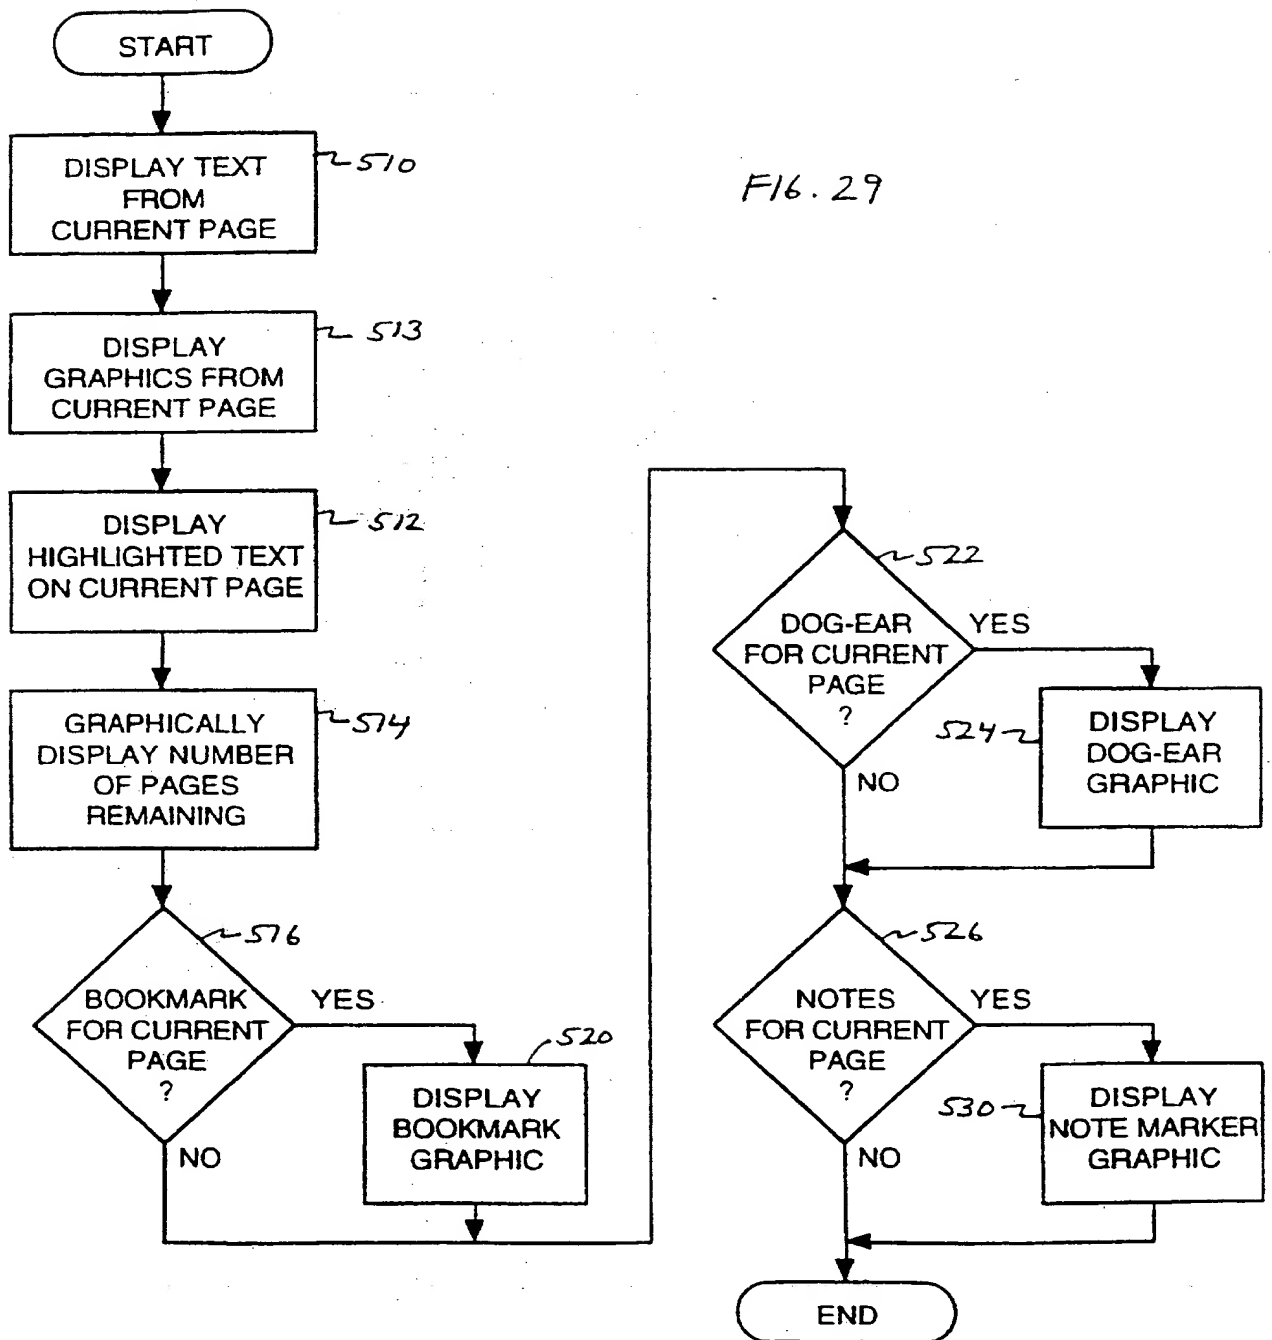 START
DISPLAY TEXT
FROM
CURRENT PAGE
510
FIG. 29
DISPLAY
GRAPHICS FROM
CURRENT PAGE
513
DISPLAY
HIGHLIGHTED TEXT
ON CURRENT PAGE
512
GRAPHICALLY
DISPLAY NUMBER
OF PAGES
REMAINING
514
BOOKMARK
FOR CURRENT
PAGE
?
516
YES
NO
520
DISPLAY
BOOKMARK
GRAPHIC
522
DOG-EAR
FOR CURRENT
PAGE
?
YES
NO
524
DISPLAY
DOG-EAR
GRAPHIC
526
NOTES
FOR CURRENT
PAGE
?
YES
NO
530
DISPLAY
NOTE MARKER
GRAPHIC
END